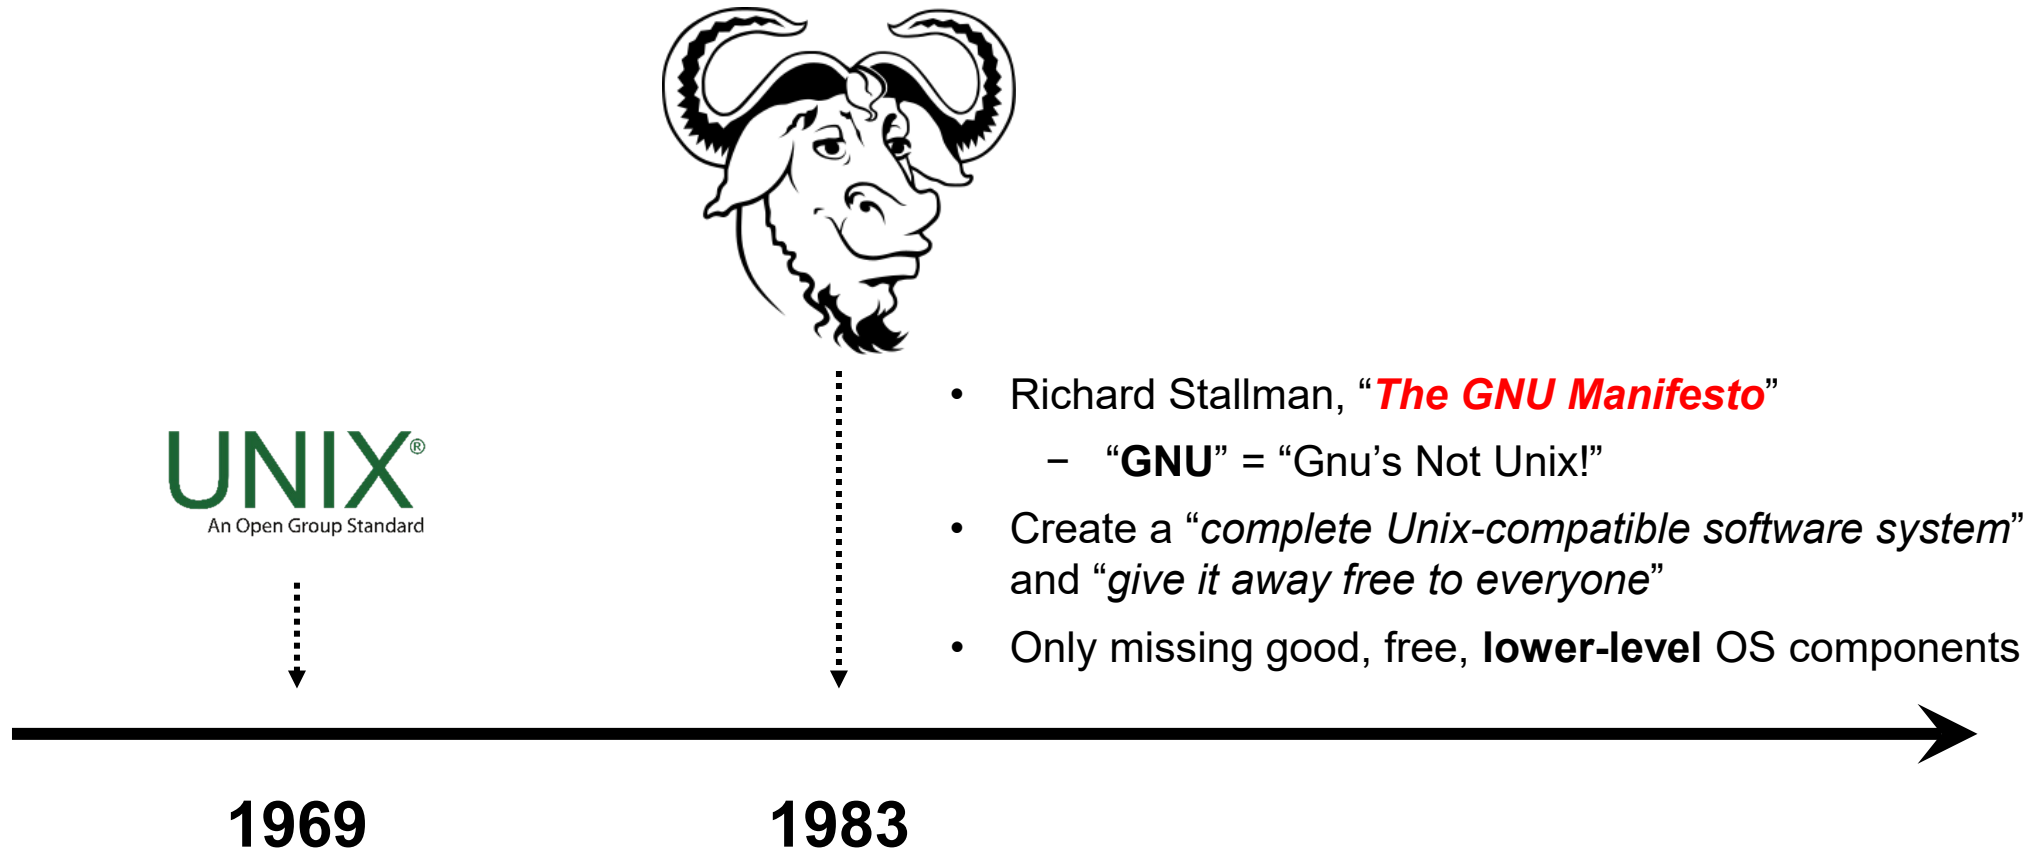 UNIX®
An Open Group Standard
• Richard Stallman, “The GNU Manifesto”
– “GNU” = “Gnu’s Not Unix!”
• Create a “complete Unix-compatible software system”
and “give it away free to everyone”
• Only missing good, free, lower-level OS components
1969
1983